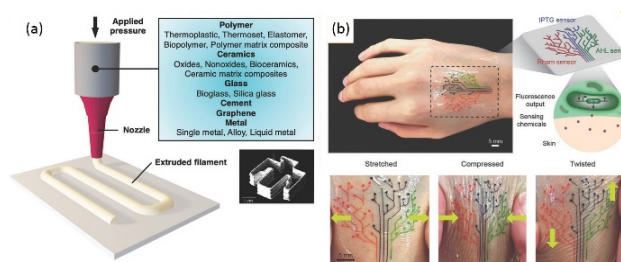 (a)
Applied
pressure
Polymer
Thermoplastic, Thermoset, Elastomer,
Biopolymer, Polymer matrix composite
Ceramics
Oxides, Nonoxides, Bioceramics,
Ceramic matrix composites
Glass
Bioglass, Silica glass
Cement
Graphene
Metal
Single metal, Alloy, Liquid metal
Nozzle
Extruded filament
(b)
IPTG sensor
AHL sen
Rham sensor
5 mm
Fluorescence
output
Sensing
chemicals
Skin
Stretched
Compressed
Twisted
5 mm